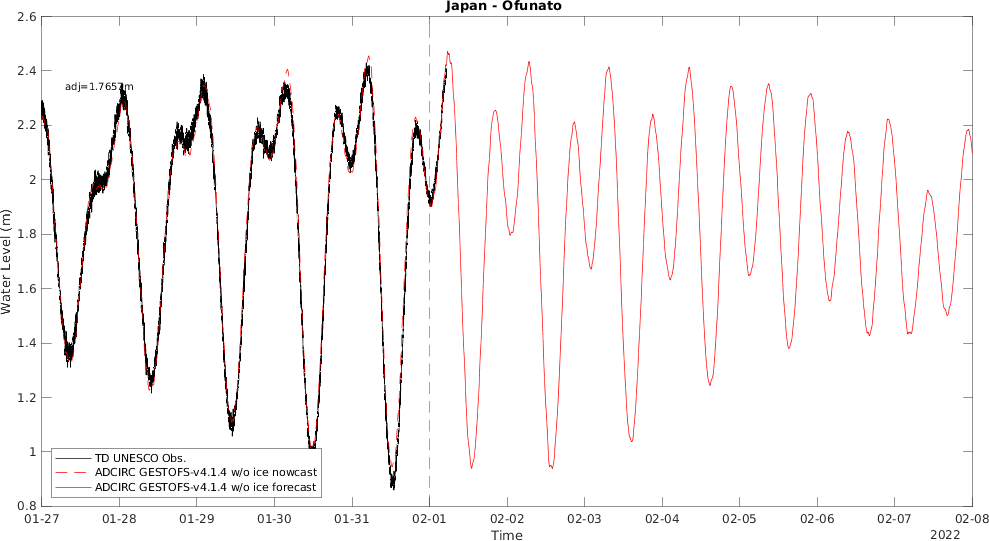 Japan - Ofunato
adj=1.7657m
Water Level (m)
2.6
2.4
2.2
2
1.8
1.6
1.4
1.2
1
0.8
TD UNESCO Obs.
ADCIRC GESTOFS-v4.1.4 w/o ice nowcast
ADCIRC GESTOFS-v4.1.4 w/o ice forecast
01-27 01-28 01-29 01-30 01-31 02-01 02-02 02-03 02-04 02-05 02-06 02-07 02-08
Time
2022